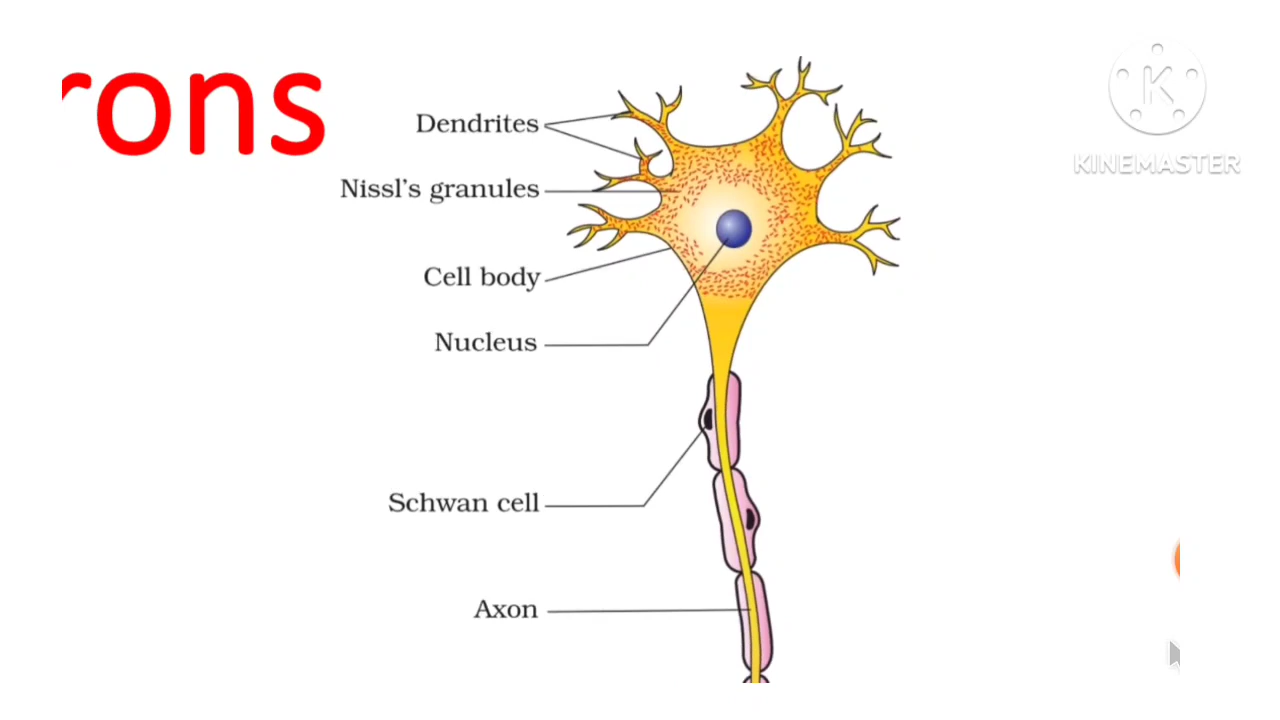 rons
Dendrites
Nissl's granules
Cell body
Nucleus
Schwan cell
Axon
K
KINEMASTER